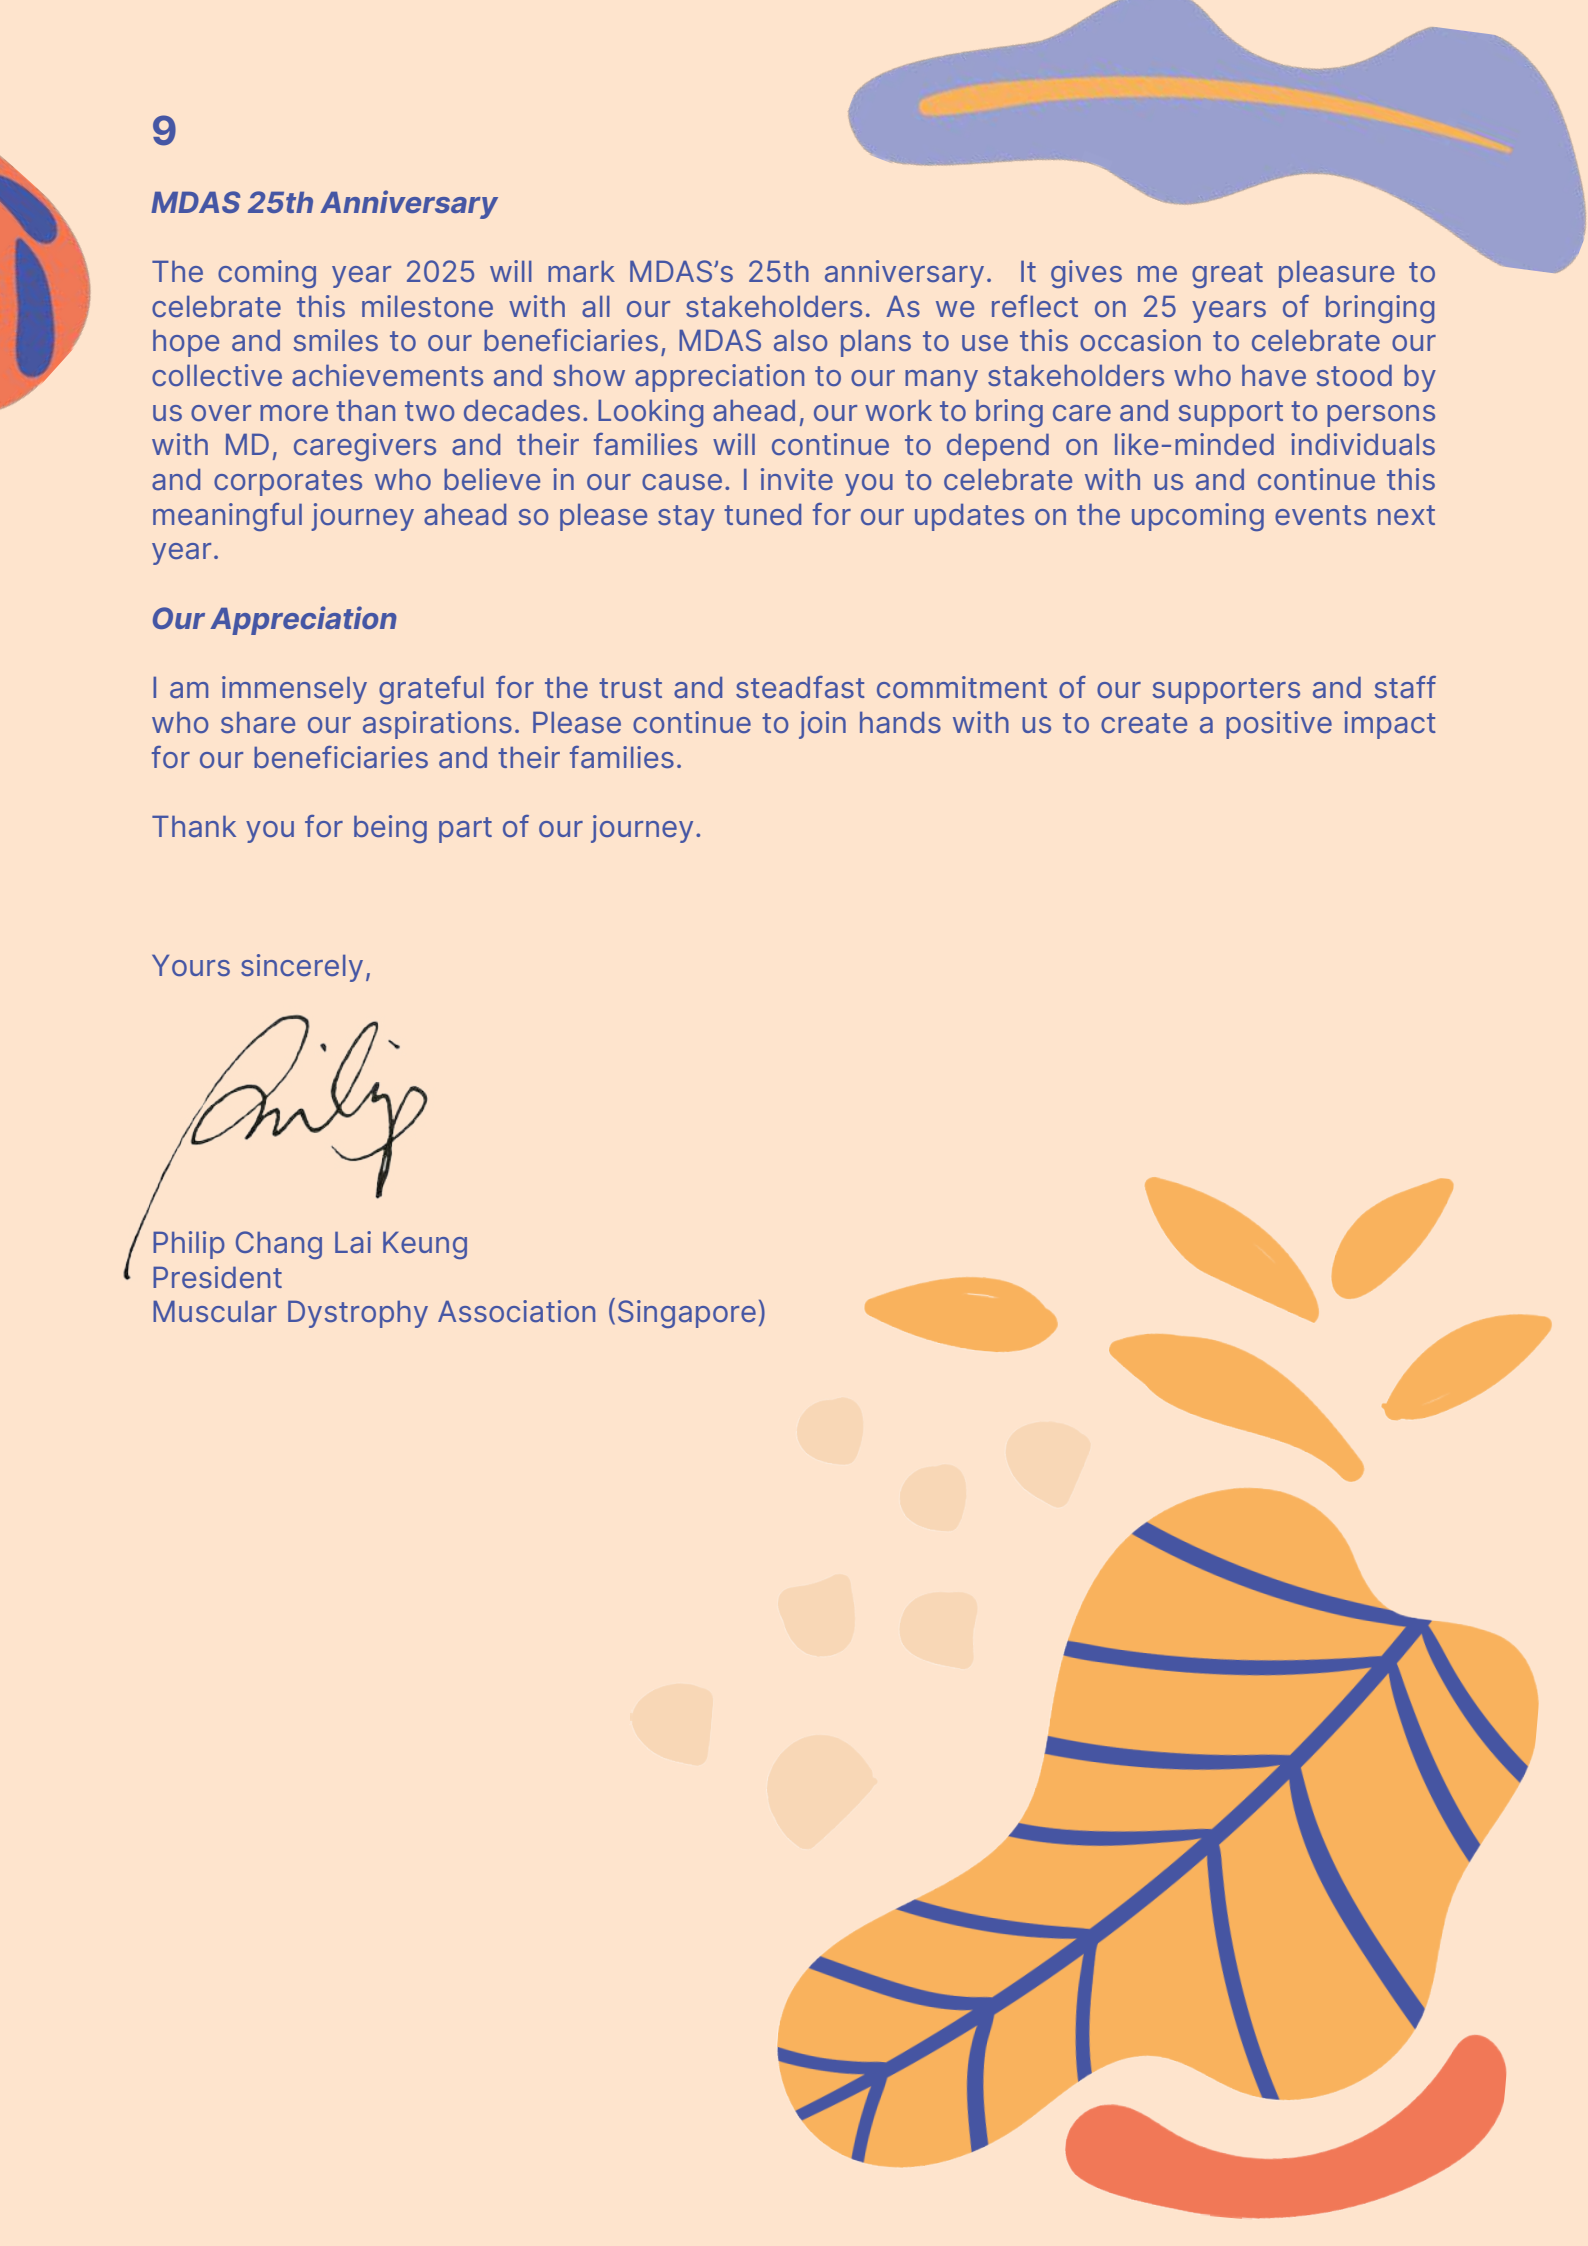 9
MDAS 25th Anniversary
The coming year 2025 will mark MDAS’s 25th anniversary.  It gives me great pleasure to
celebrate this milestone with all our stakeholders. As we reflect on 25 years of bringing
hope and smiles to our beneficiaries, MDAS also plans to use this occasion to celebrate our
collective achievements and show appreciation to our many stakeholders who have stood by
us over more than two decades. Looking ahead, our work to bring care and support to persons
with MD, caregivers and their families will continue to depend on like-minded individuals
and corporates who believe in our cause. I invite you to celebrate with us and continue this
meaningful journey ahead so please stay tuned for our updates on the upcoming events next
year.
Our Appreciation
I am immensely grateful for the trust and steadfast commitment of our supporters and staff
who share our aspirations. Please continue to join hands with us to create a positive impact
for our beneficiaries and their families.
Thank you for being part of our journey.
Yours sincerely,
Philip
Philip Chang Lai Keung
President
Muscular Dystrophy Association (Singapore)